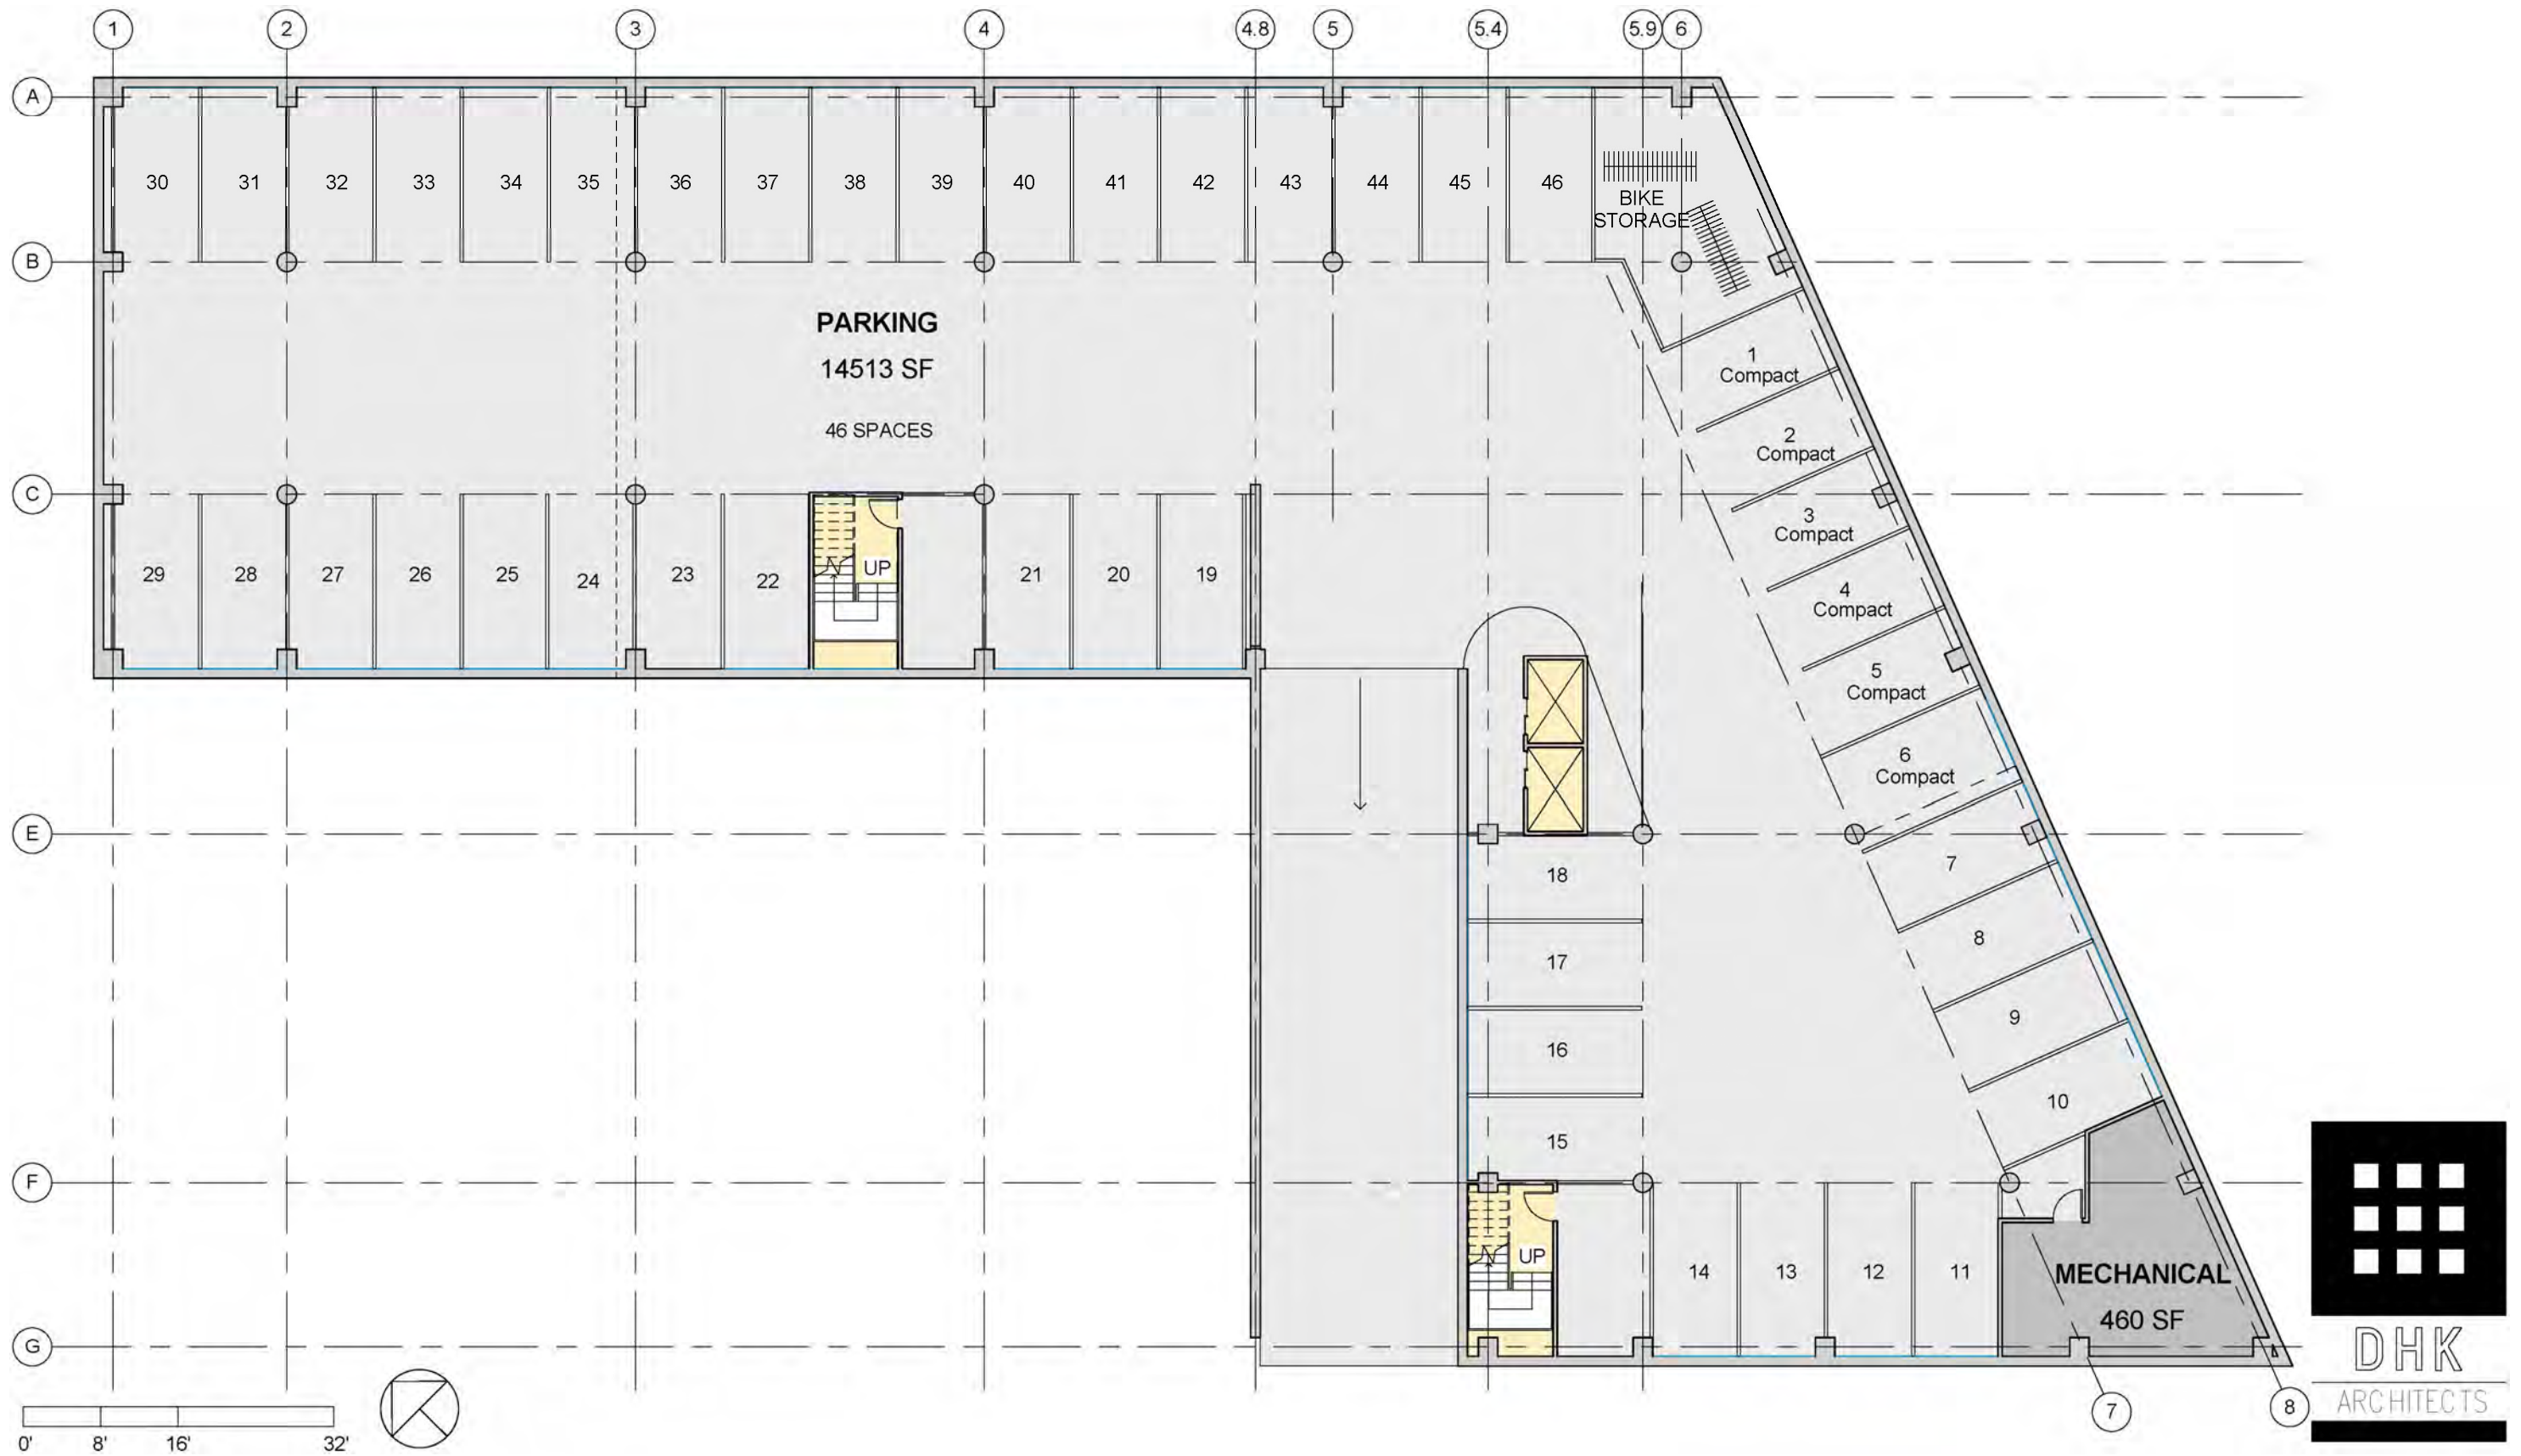 1 2 3 4 4.8 5 5.4 5.9 6
A
30 31 32 33 34 35 36 37 38 39 40 41 42 43 44 45 46
BIKE
STORAGE
B
PARKING
14513 SF
46 SPACES
1
Compact
2
Compact
C
3
Compact
29 28 27 26 25 24 23 22 UP 21 20 19
4
Compact
5
Compact
6
Compact
E
18
7
17
8
16
9
15
10
F
UP
14 13 12 11
MECHANICAL
460 SF
G
DHK
ARCHITECTS
7
8
0' 8' 16' 32'